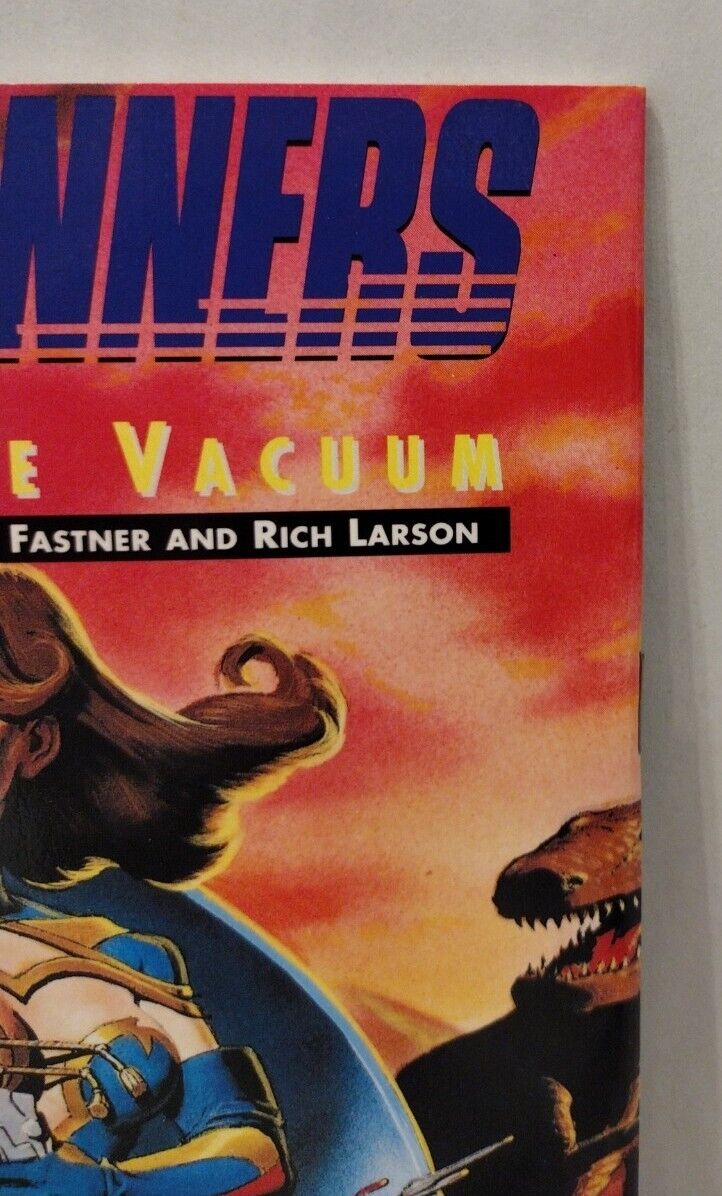 NNERS
E VACUUM
FASTNER AND RICH LARSON